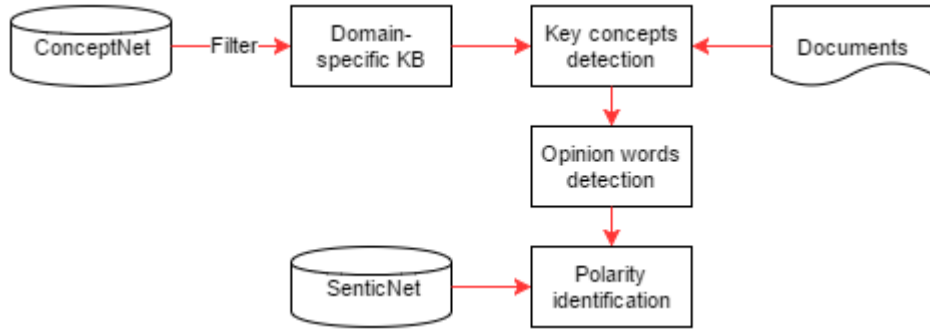 ConceptNet
Filter
Domain-
specific KB
Key concepts
detection
Documents
Opinion words
detection
SenticNet
Polarity
identification